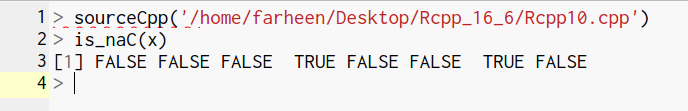 1 > sourceCpp('/home/farheen/Desktop/Rcpp_16_6/Rcpp10.cpp')
2 > is_naC(x)
3 [1] FALSE FALSE FALSE  TRUE FALSE FALSE  TRUE FALSE
4 >